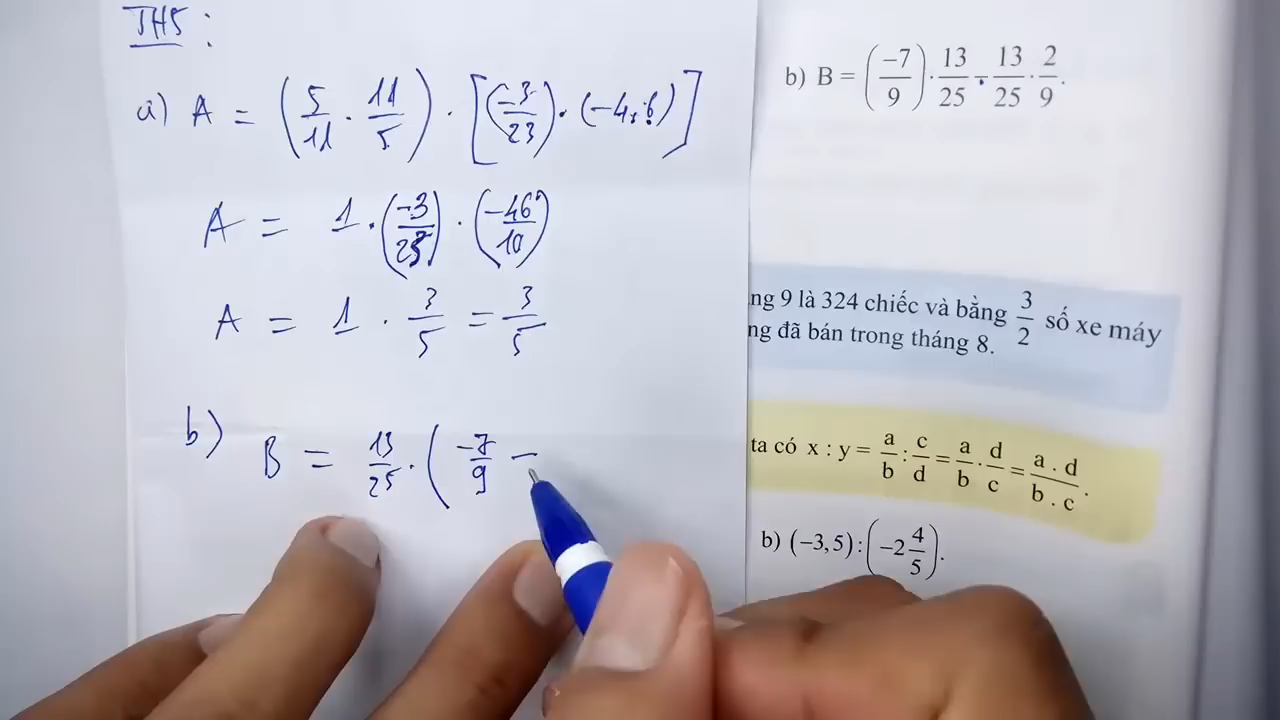 TH5 :
a) A = (5/11 . 11/5) . [(-3/23) . (-4,6)]
A = 1 . (-3/23) . (-46/10)
A = 1 . 3/5 = 3/5
b) B = 13/25 . ( -7/9 -
b) B = (-7/9) . 13/25 - 13/25 . 2/9 .
ng 9 là 324 chiếc và bằng 3/2 số xe máy
ng đã bán trong tháng 8.
ta có x : y = a/b : c/d = a/b . d/c = a . d/b . c .
b) (−3,5) : (−2 4/5).